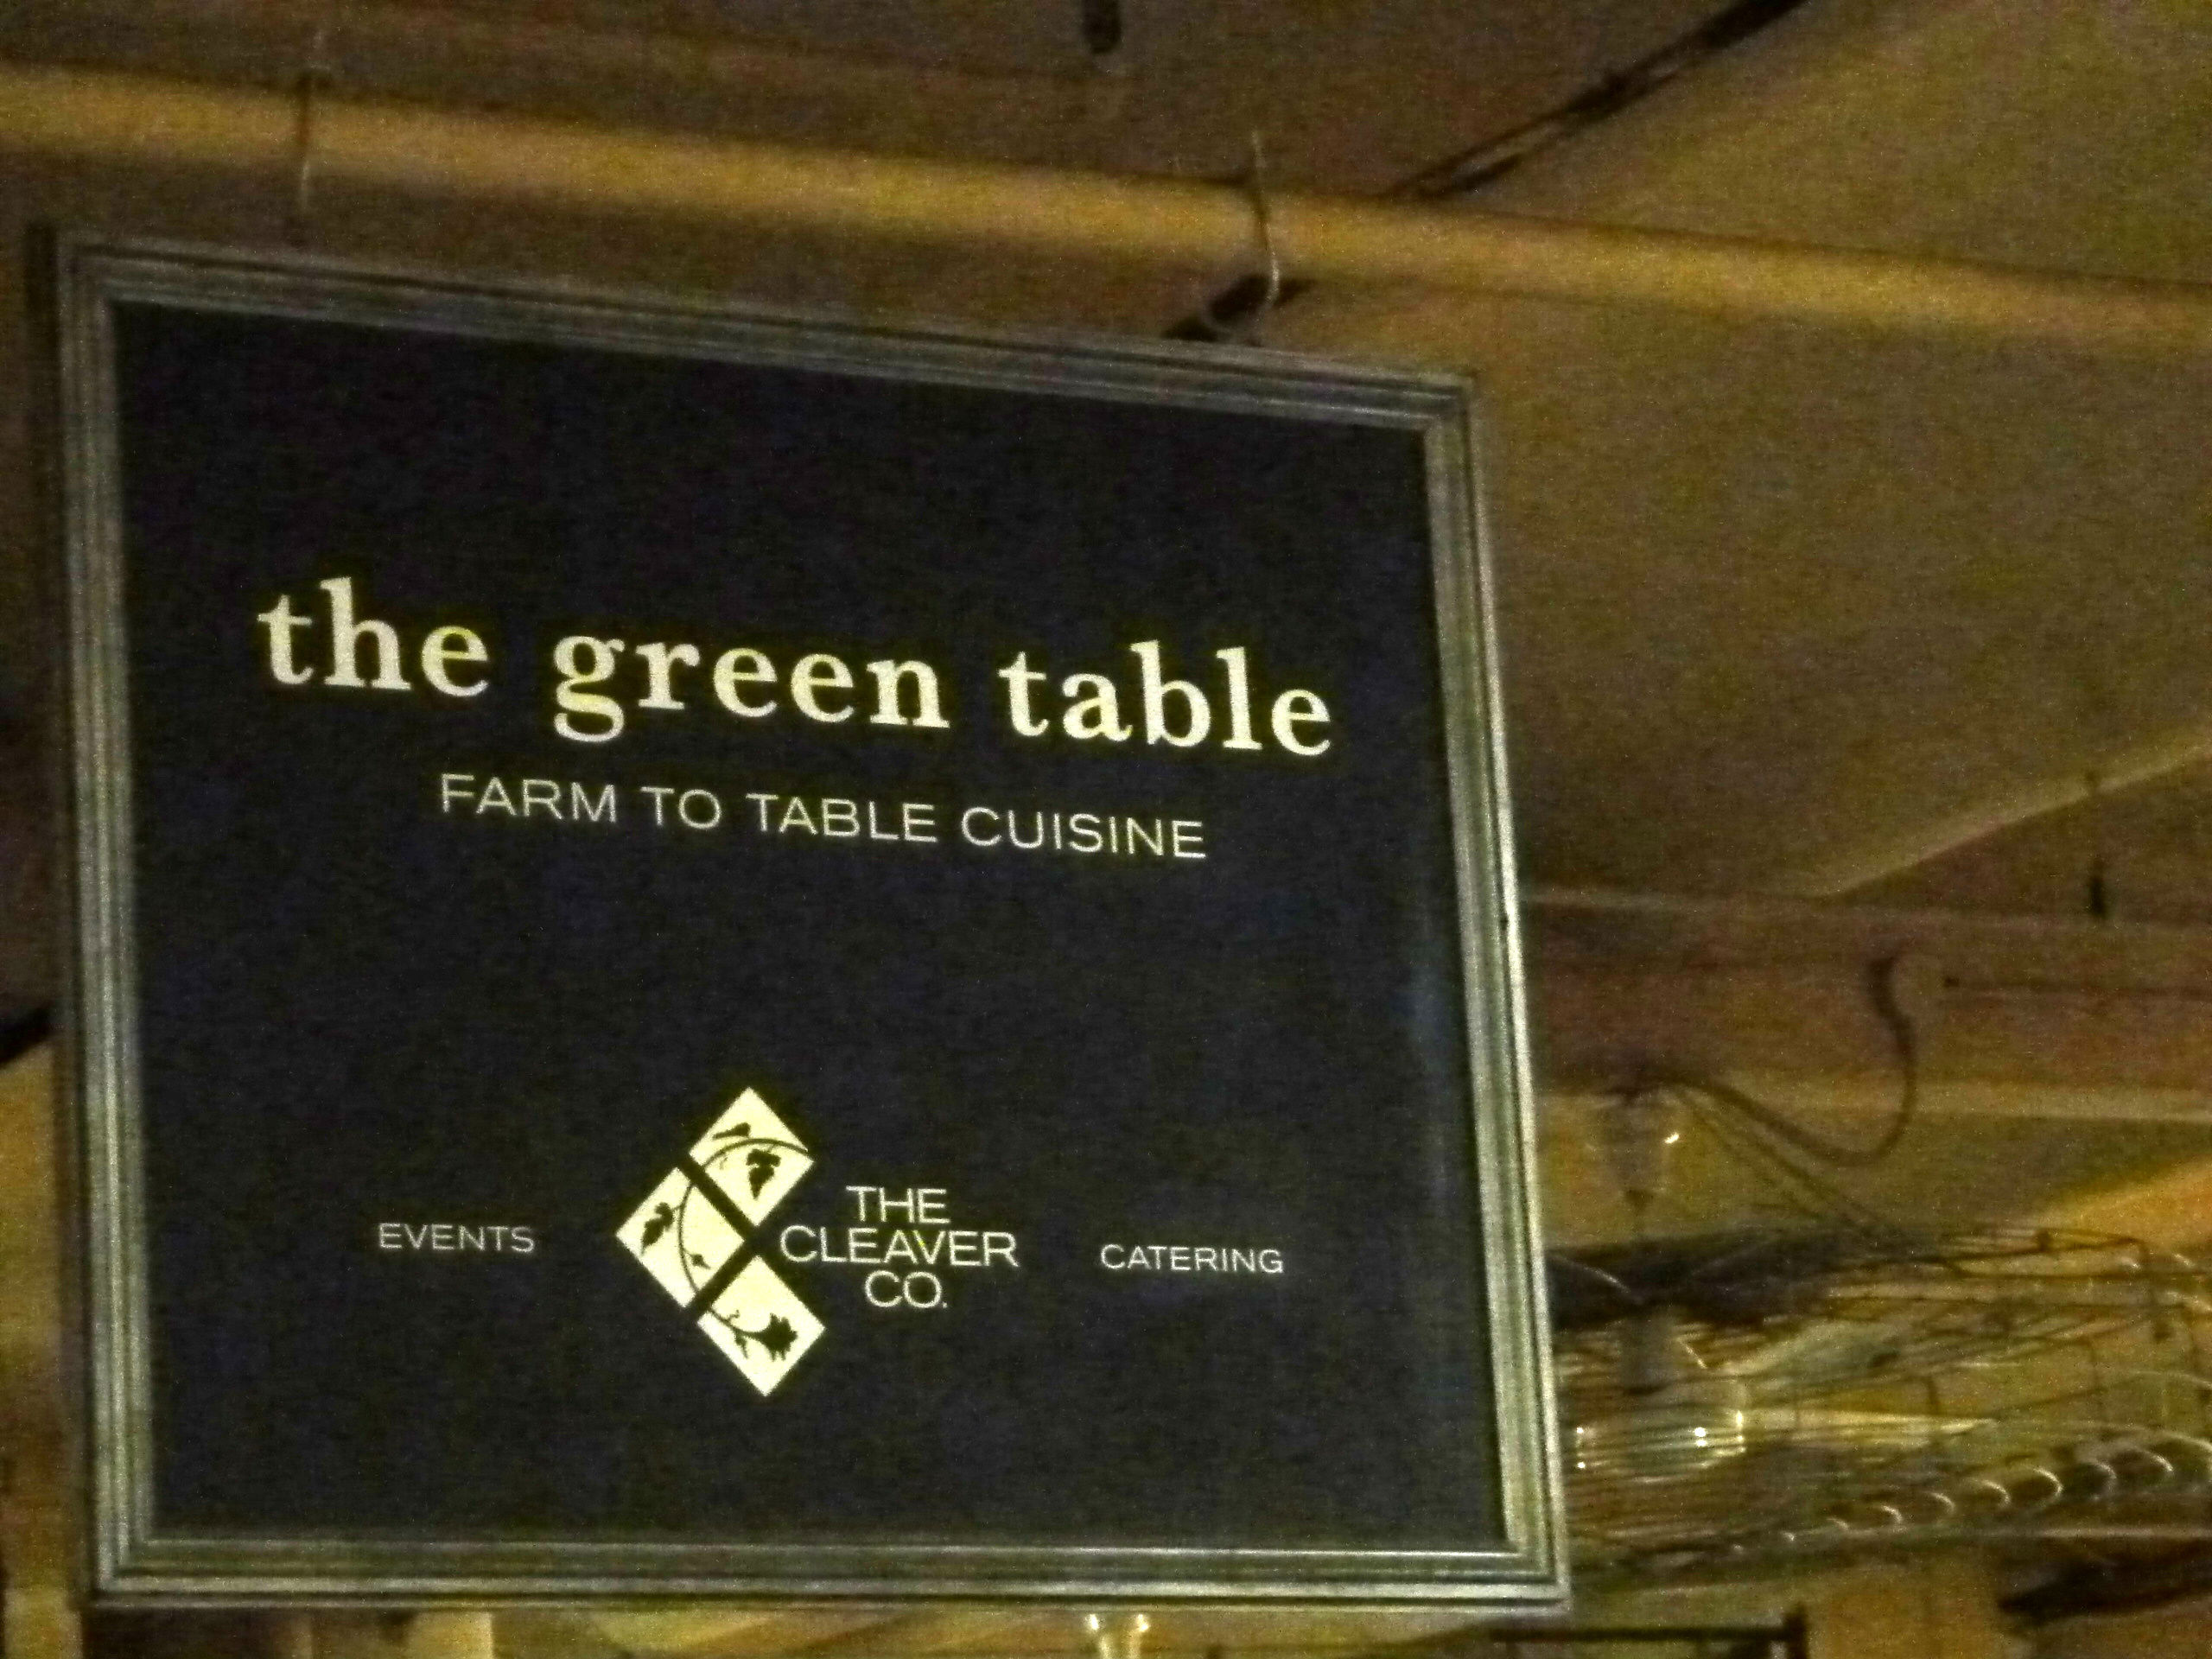 the green table
FARM TO TABLE CUISINE
EVENTS
THE
CLEAVER
CO.
CATERING